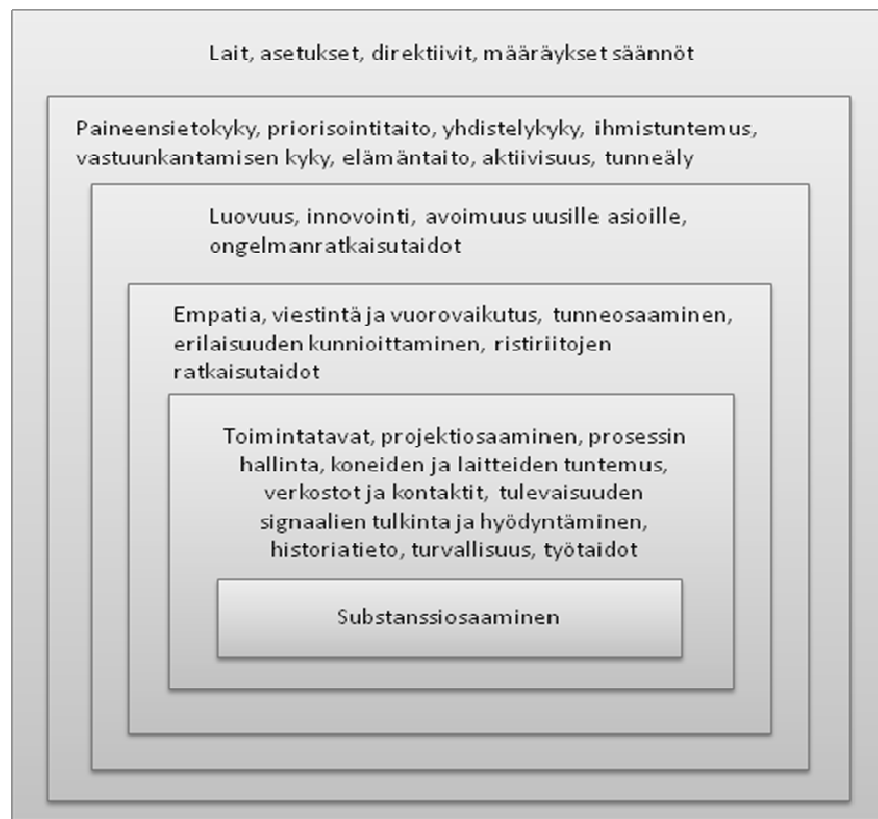 Lait, asetukset, direktiivit, määräykset säännöt
Paineensietokyky, priorisointitaito, yhdistelykyky, ihmistuntemus,
vastuunkantamisen kyky, elämäntaito, aktiivisuus, tunneäly
Luovuus, innovointi, avoimuus uusille asioille,
ongelmanratkaisutaidot
Empatia, viestintä ja vuorovaikutus, tunneosaaminen,
erilaisuuden kunnioittaminen, ristiriitojen
ratkaisutaidot
Toimintatavat, projektiosaaminen, prosessin
hallinta, koneiden ja laitteiden tuntemus,
verkostot ja kontaktit, tulevaisuuden
signaalien tulkinta ja hyödyntäminen,
historiatieto, turvallisuus, työtaidot
Substanssiosaaminen